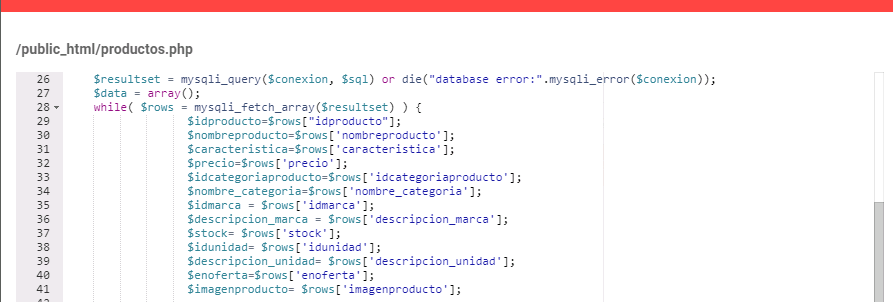 /public_html/productos.php
26 $resultset = mysqli_query($conexion, $sql) or die("database error:".mysqli_error($conexion));
27 $data = array();
28 while( $rows = mysqli_fetch_array($resultset) ) {
29 $idproducto=$rows["idproducto"];
30 $nombreproducto=$rows['nombreproducto'];
31 $caracteristica=$rows['caracteristica'];
32 $precio=$rows['precio'];
33 $idcategoriaproducto=$rows['idcategoriaproducto'];
34 $nombre_categoria=$rows['nombre_categoria'];
35 $idmarca = $rows['idmarca'];
36 $descripcion_marca = $rows['descripcion_marca'];
37 $stock= $rows['stock'];
38 $idunidad= $rows['idunidad'];
39 $descripcion_unidad= $rows['descripcion_unidad'];
40 $enoferta=$rows['enoferta'];
41 $imagenproducto= $rows['imagenproducto'];